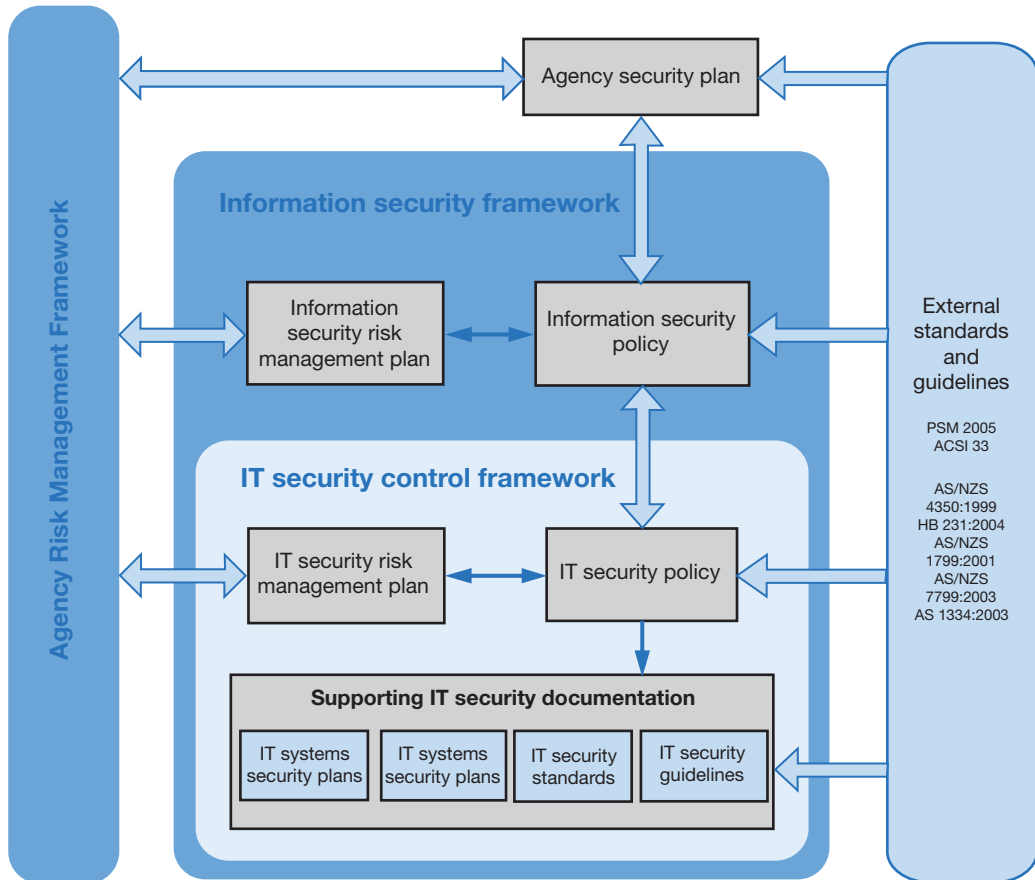 Agency Risk Management Framework
Agency security plan
Information security framework
Information
security risk
management plan
Information security
policy
IT security control framework
IT security risk
management plan
IT security policy
Supporting IT security documentation
IT systems
security plans
IT systems
security plans
IT security
standards
IT security
guidelines
External
standards
and
guidelines
PSM 2005
ACSI 33
AS/NZS
4350:1999
HB 231:2004
AS/NZS
1799:2001
AS/NZS
7799:2003
AS 1334:2003